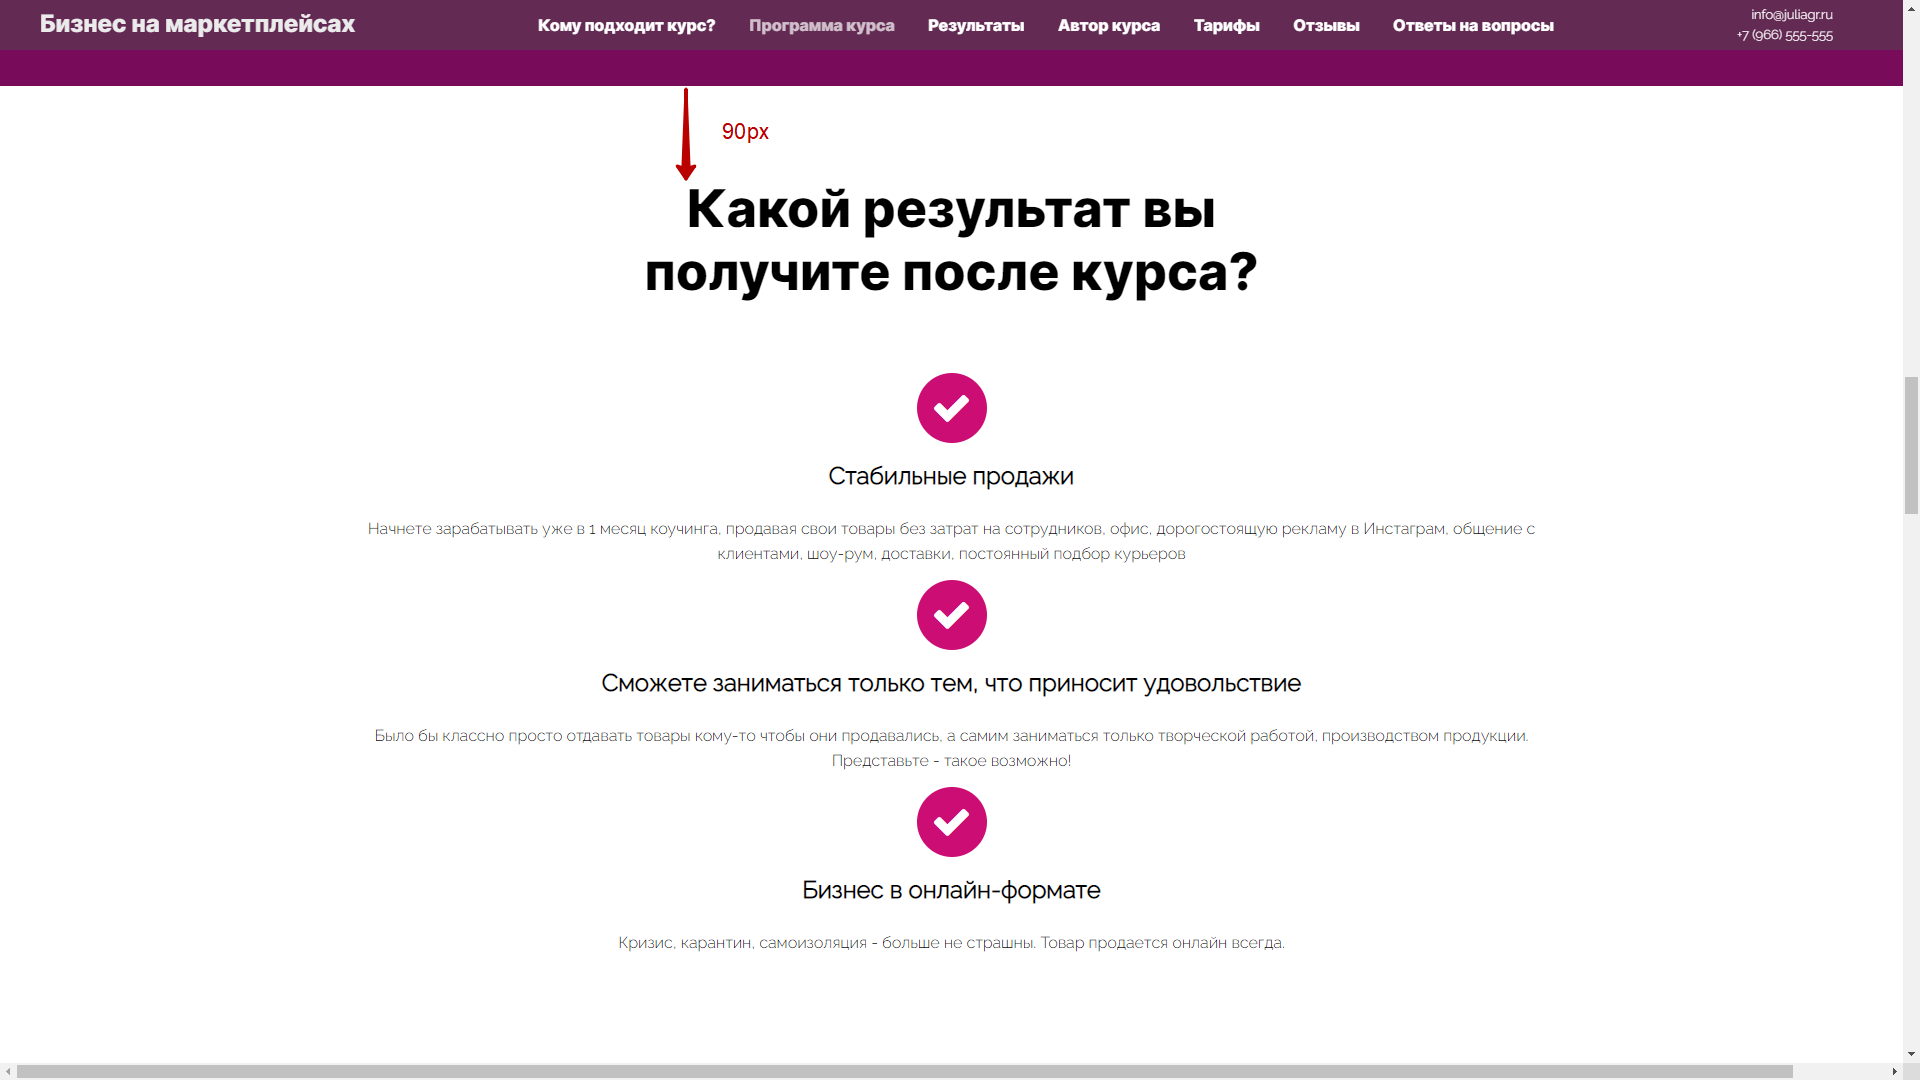 Бизнес на маркетплейсах
Кому подходит курс? Программа курса Результаты Автор курса Тарифы Отзывы Ответы на вопросы
info@juliagr.ru
+7 (966) 555-555
90px
Какой результат вы
получите после курса?
Стабильные продажи
Начнете зарабатывать уже в 1 месяц коучинга, продавая свои товары без затрат на сотрудников, офис, дорогостоящую рекламу в Инстаграм, общение с
клиентами, шоу-рум, доставки, постоянный подбор курьеров
Сможете заниматься только тем, что приносит удовольствие
Было бы классно просто отдавать товары кому-то чтобы они продавались, а самим заниматься только творческой работой, производством продукции.
Представьте - такое возможно!
Бизнес в онлайн-формате
Кризис, карантин, самоизоляция - больше не страшны. Товар продается онлайн всегда.